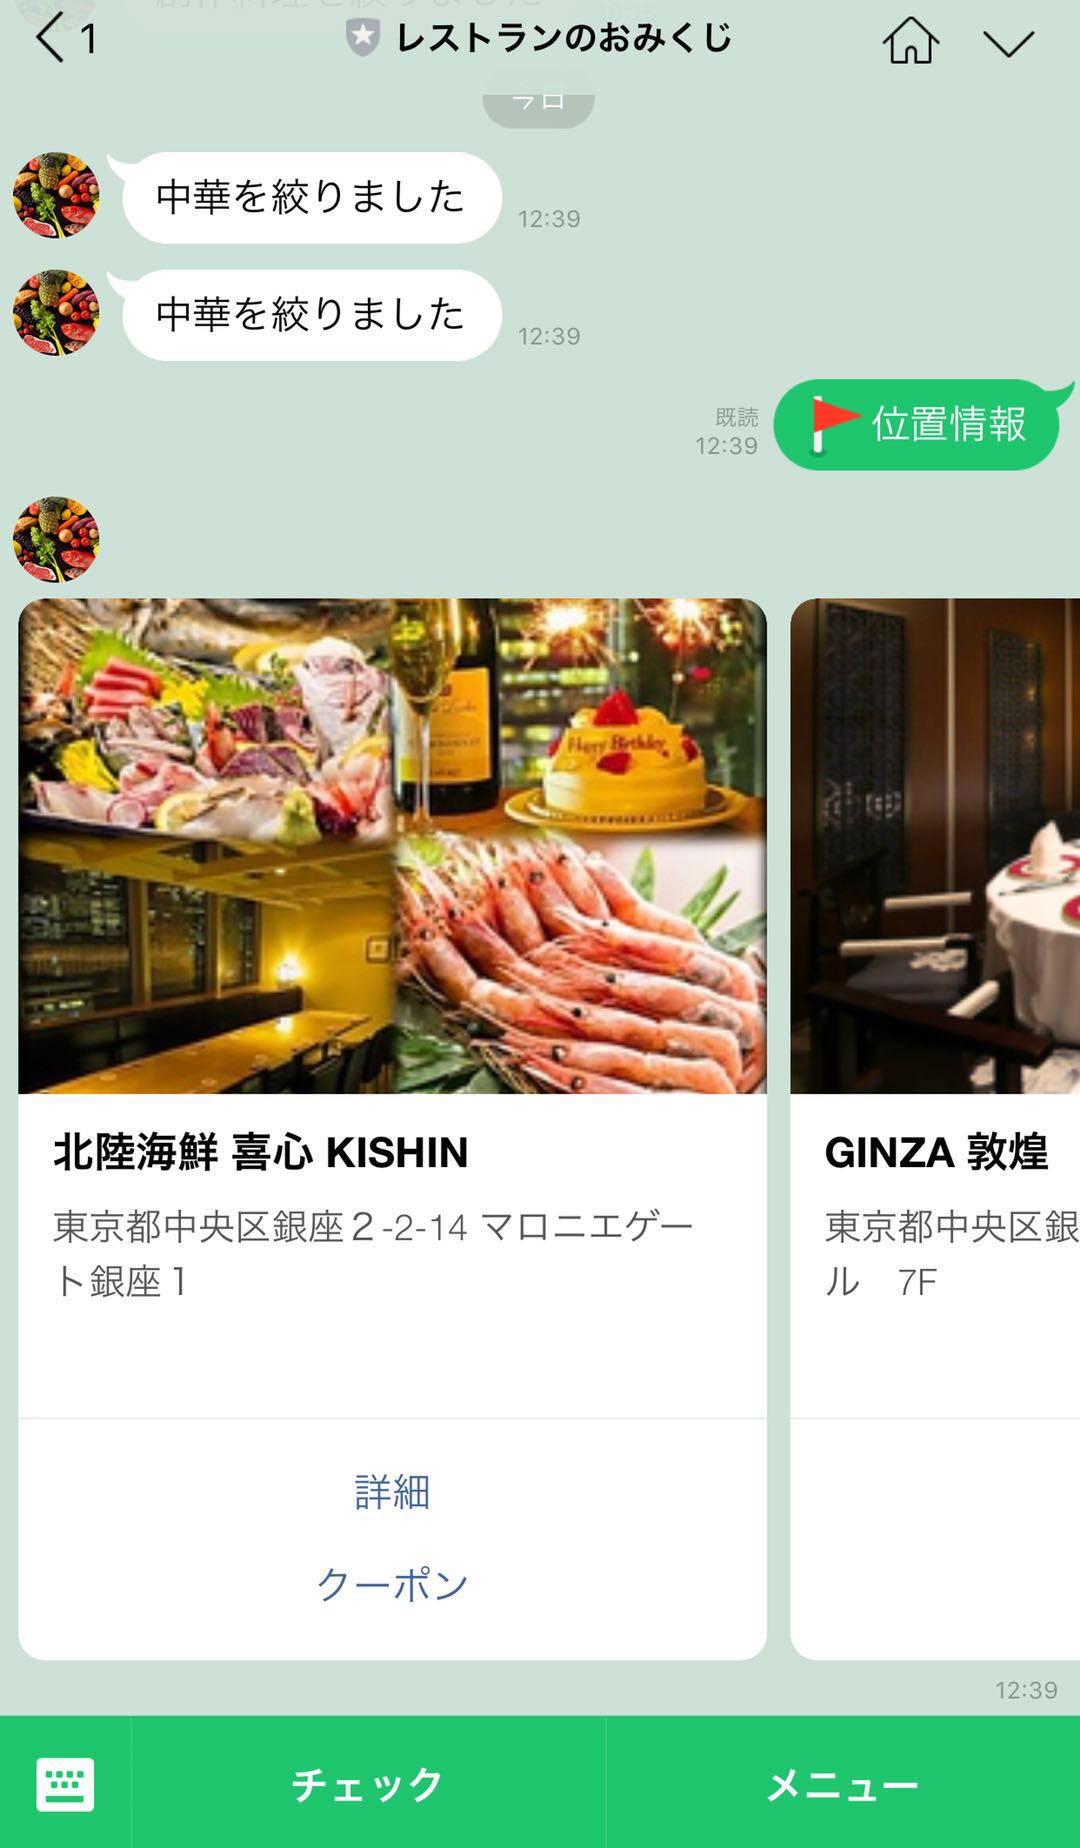 1
レストランのおみくじ
今日
中華を絞りました
12:39
中華を絞りました
12:39
既読
12:39
位置情報
Happy Birthday
北陸海鮮 喜心 KISHIN
東京都中央区銀座２-2-14 マロニエゲー
ト銀座１
詳細
クーポン
GINZA 敦煌
東京都中央区銀
ル　7F
12:39
チェック
メニュー